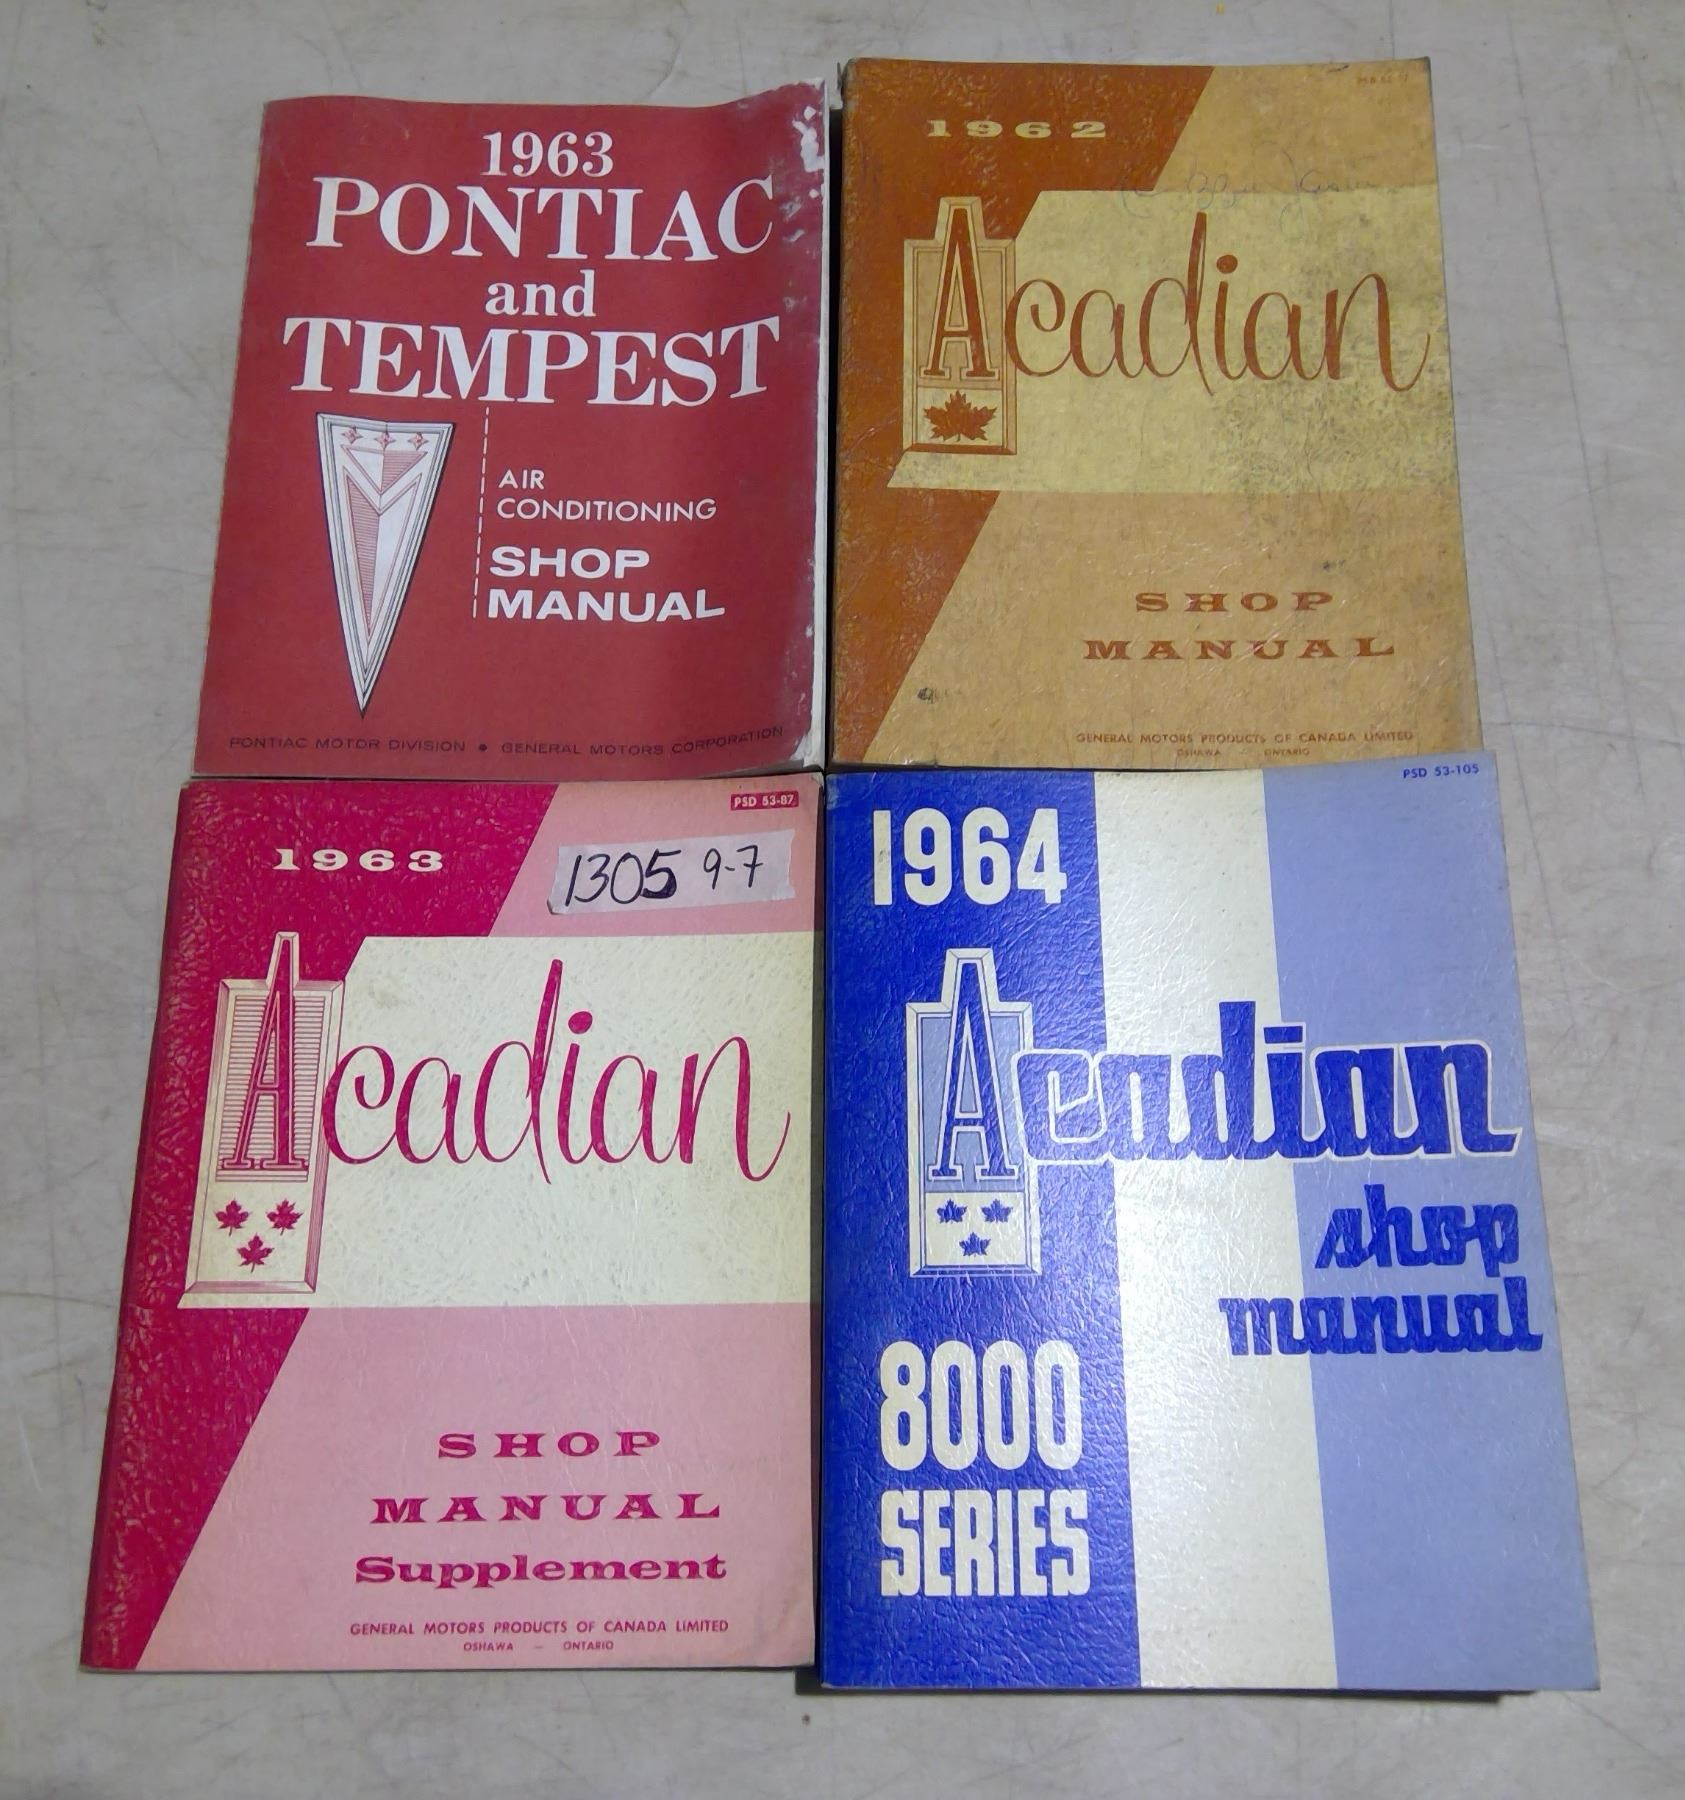 1963
PONTIAC
and
TEMPEST
AIR
CONDITIONING
SHOP
MANUAL
PONTIAC MOTOR DIVISION • GENERAL MOTORS CORPORATION
1962
Acadian
SHOP
MANUAL
GENERAL MOTORS PRODUCTS OF CANADA LIMITED
OSHAWA — ONTARIO
PSD 53-87
1963
1305 9-7
Acadian
SHOP
MANUAL
Supplement
GENERAL MOTORS PRODUCTS OF CANADA LIMITED
OSHAWA — ONTARIO
PSD 53-105
1964
Acadian
shop
manual
8000
SERIES